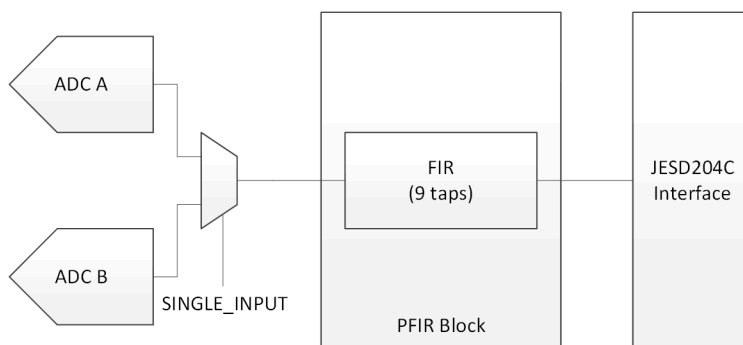 ADC A
FIR
(9 taps)
JESD204C
Interface
ADC B
SINGLE_INPUT
PFIR Block